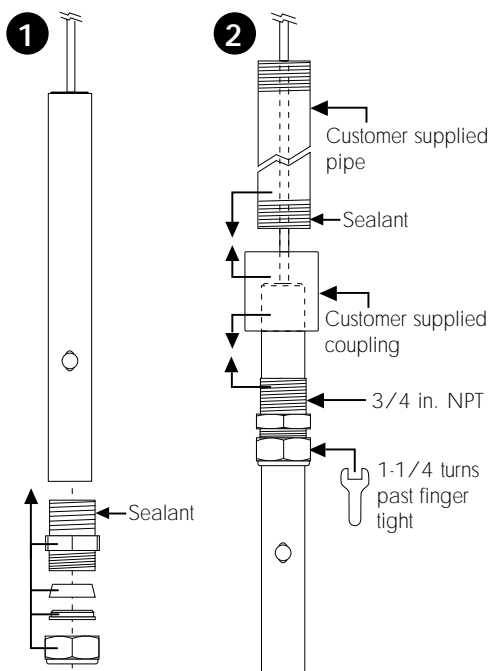 1
Sealant
2
Customer supplied
pipe
Sealant
Customer supplied
coupling
3/4 in. NPT
1-1/4 turns
past finger
tight